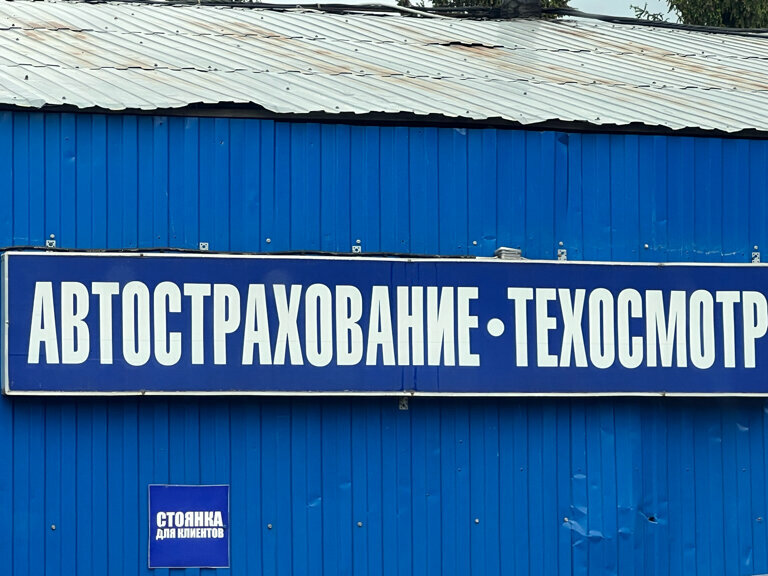 АВТОСТРАХОВАНИЕ • ТЕХОСМОТР
СТОЯНКА
ДЛЯ КЛИЕНТОВ